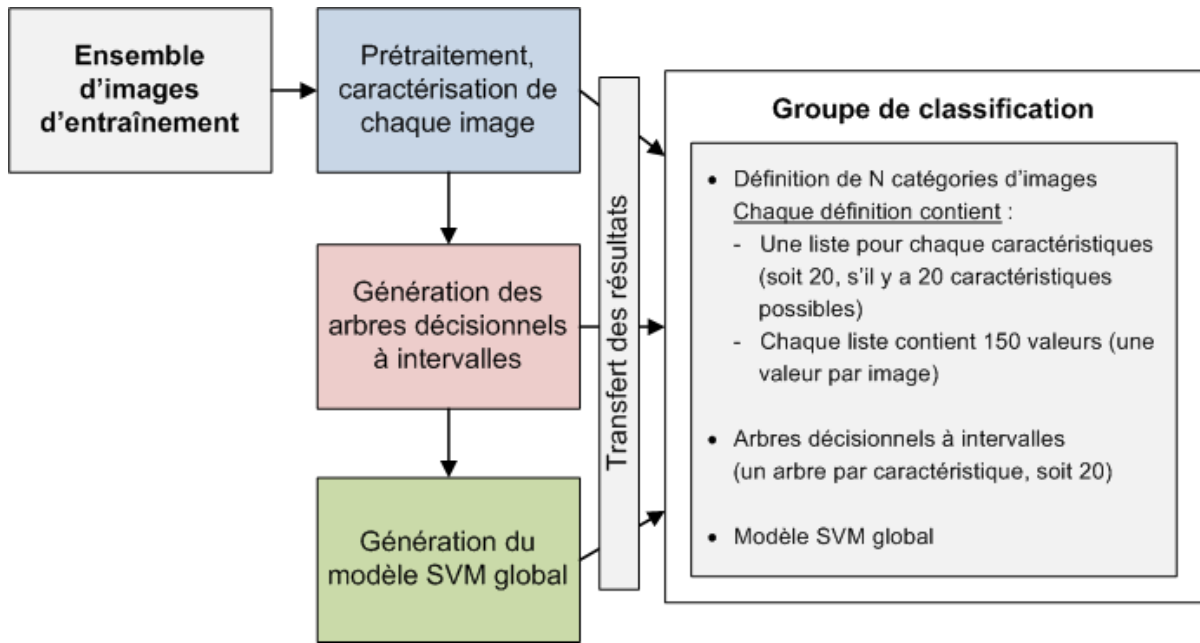 Ensemble
d'images
d'entraînement
Prétraitement,
caractérisation de
chaque image
Génération des
arbres décisionnels
à intervalles
Génération du
modèle SVM global
Transfert des résultats
Groupe de classification
• Définition de N catégories d'images
Chaque définition contient :
- Une liste pour chaque caractéristiques
(soit 20, s'il y a 20 caractéristiques
possibles)
- Chaque liste contient 150 valeurs (une
valeur par image)
• Arbres décisionnels à intervalles
(un arbre par caractéristique, soit 20)
• Modèle SVM global